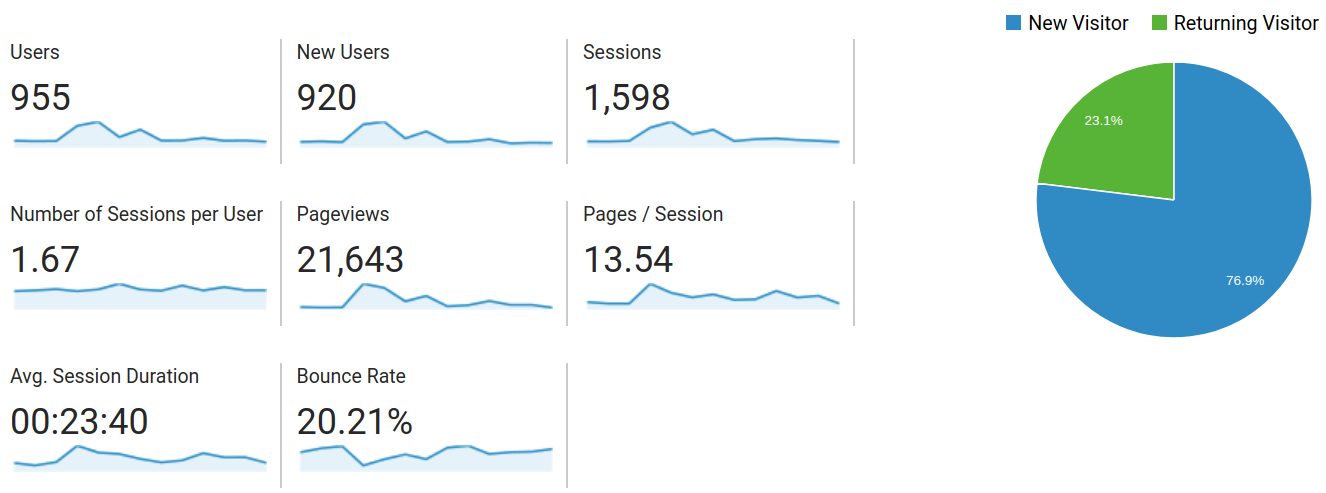 New Visitor
Returning Visitor
Users
955
New Users
920
Sessions
1,598
Number of Sessions per User
1.67
Pageviews
21,643
Pages / Session
13.54
Avg. Session Duration
00:23:40
Bounce Rate
20.21%
23.1%
76.9%